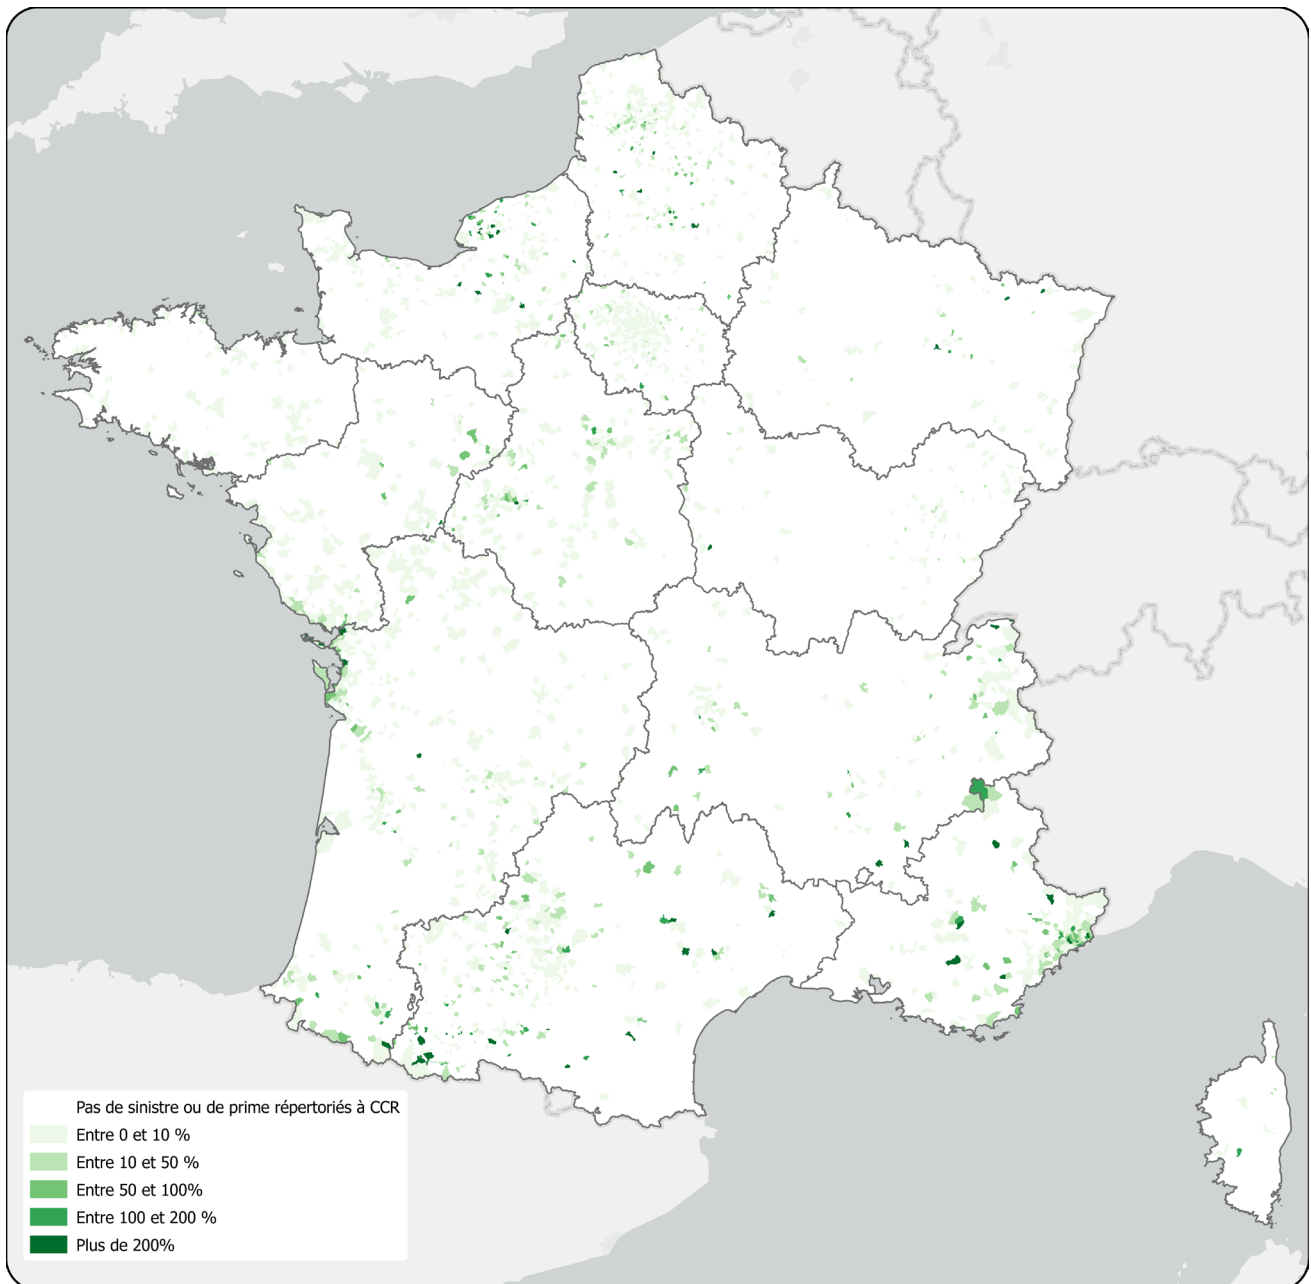 Pas de sinistre ou de prime répertoriés à CCR
Entre 0 et 10 %
Entre 10 et 50 %
Entre 50 et 100%
Entre 100 et 200 %
Plus de 200%